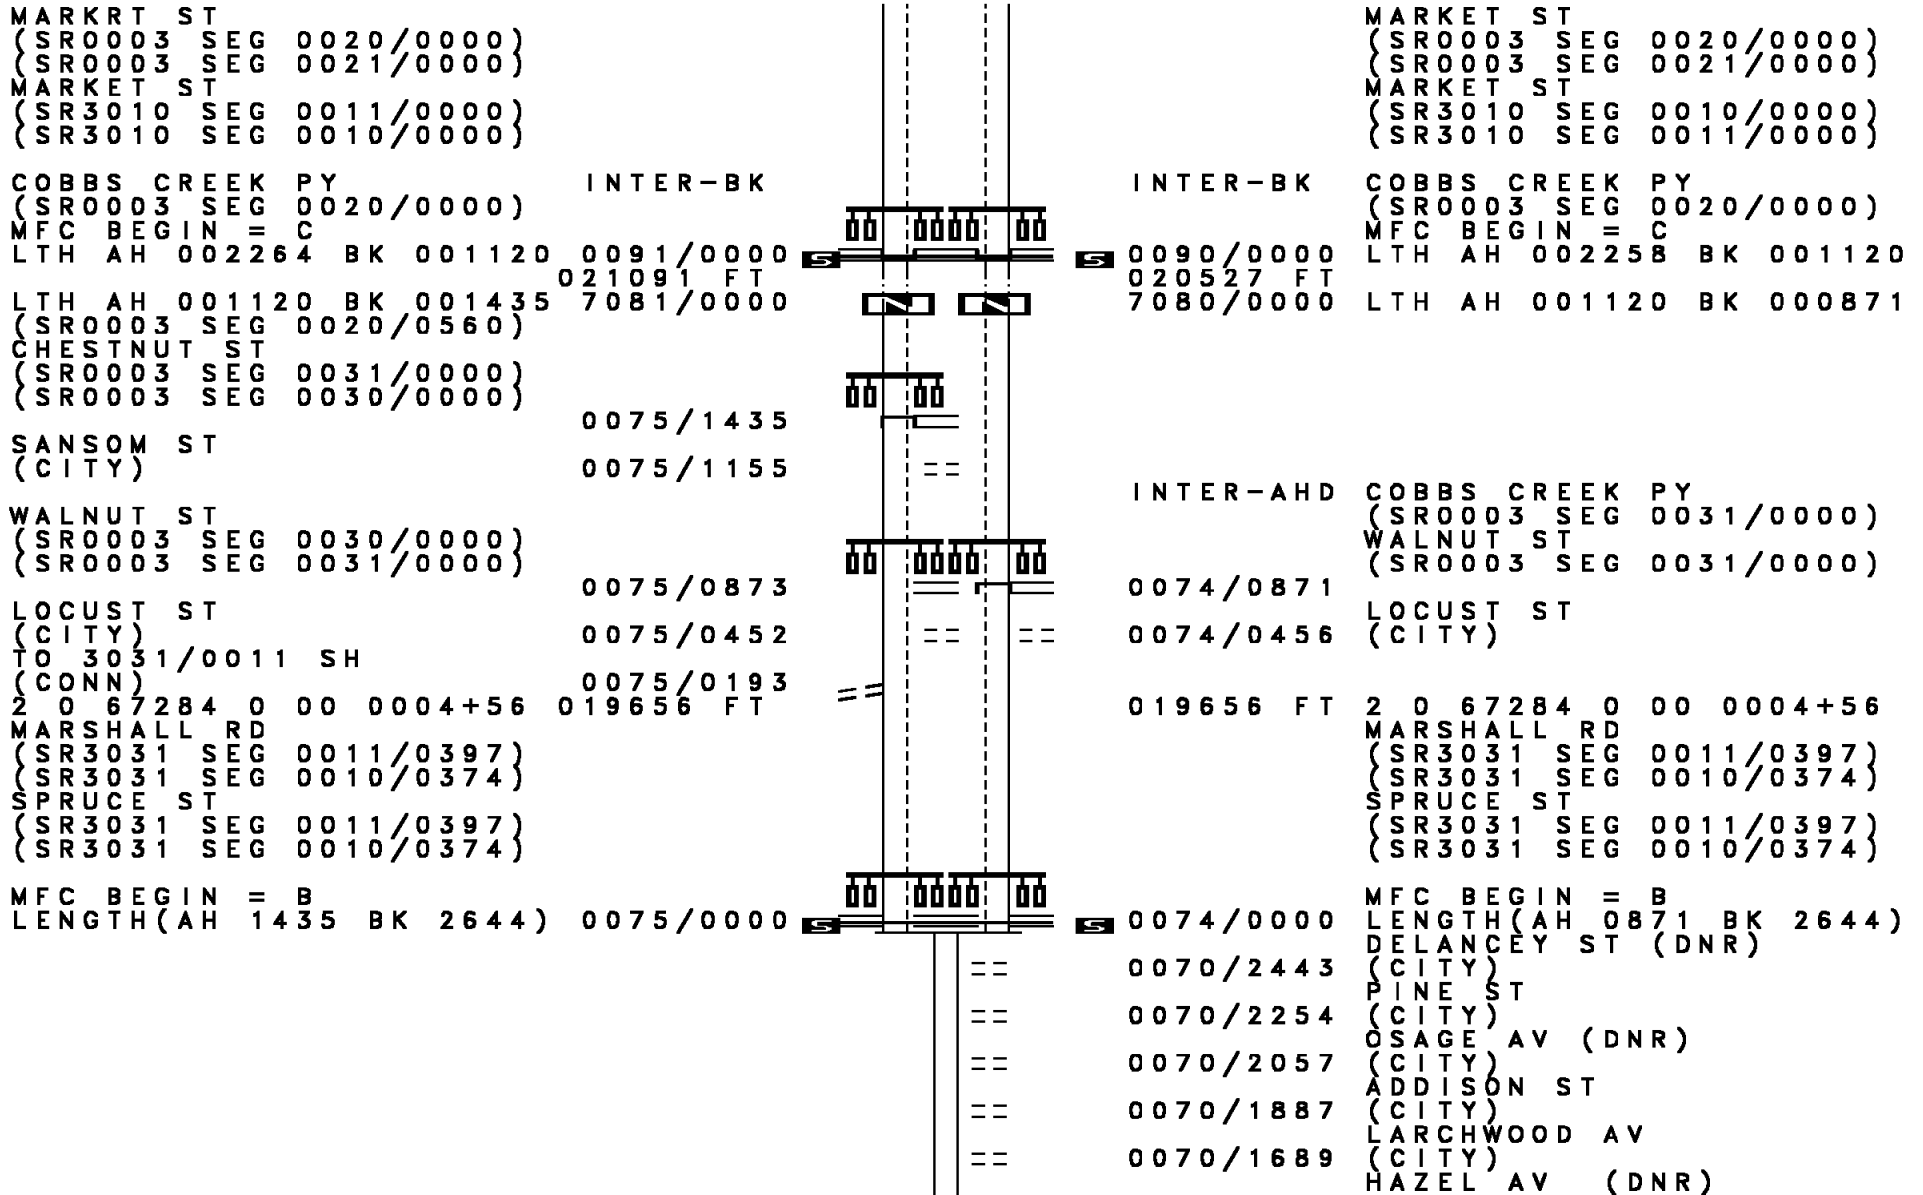 MARKRT ST
(SR0003 SEG 0020/0000)
(SR0003 SEG 0021/0000)
MARKET ST
(SR3010 SEG 0011/0000)
(SR3010 SEG 0010/0000)
COBBS CREEK PY INTER-BK
(SR0003 SEG 0020/0000)
MFC BEGIN = C
LTH AH 002264 BK 001120 0091/0000 S
021091 FT
LTH AH 001120 BK 001435 7081/0000
(SR0003 SEG 0020/0560)
CHESTNUT ST
(SR0003 SEG 0031/0000)
(SR0003 SEG 0030/0000)
0075/1435
SANSOM ST
(CITY) 0075/1155
WALNUT ST
(SR0003 SEG 0030/0000)
(SR0003 SEG 0031/0000)
0075/0873
LOCUST ST
(CITY) 0075/0452
TO 3031/0011 SH
(CONN) 0075/0193
2 0 67284 0 00 0004+56 019656 FT
MARSHALL RD
(SR3031 SEG 0011/0397)
(SR3031 SEG 0010/0374)
SPRUCE ST
(SR3031 SEG 0011/0397)
(SR3031 SEG 0010/0374)
MFC BEGIN = B
LENGTH(AH 1435 BK 2644) 0075/0000 S
MARKET ST
(SR0003 SEG 0020/0000)
(SR0003 SEG 0021/0000)
MARKET ST
(SR3010 SEG 0010/0000)
(SR3010 SEG 0011/0000)
INTER-BK COBBS CREEK PY
(SR0003 SEG 0020/0000)
MFC BEGIN = C
S 0090/0000 LTH AH 002258 BK 001120
020527 FT
7080/0000 LTH AH 001120 BK 000871
INTER-AHD COBBS CREEK PY
(SR0003 SEG 0031/0000)
WALNUT ST
(SR0003 SEG 0031/0000)
0074/0871
LOCUST ST
0074/0456 (CITY)
019656 FT 2 0 67284 0 00 0004+56
MARSHALL RD
(SR3031 SEG 0011/0397)
(SR3031 SEG 0010/0374)
SPRUCE ST
(SR3031 SEG 0011/0397)
(SR3031 SEG 0010/0374)
MFC BEGIN = B
S 0074/0000 LENGTH(AH 0871 BK 2644)
DELANCEY ST (DNR)
0070/2443 (CITY)
PINE ST
0070/2254 (CITY)
OSAGE AV (DNR)
0070/2057 (CITY)
ADDISON ST
0070/1887 (CITY)
LARCHWOOD AV
0070/1689 (CITY)
HAZEL AV (DNR)